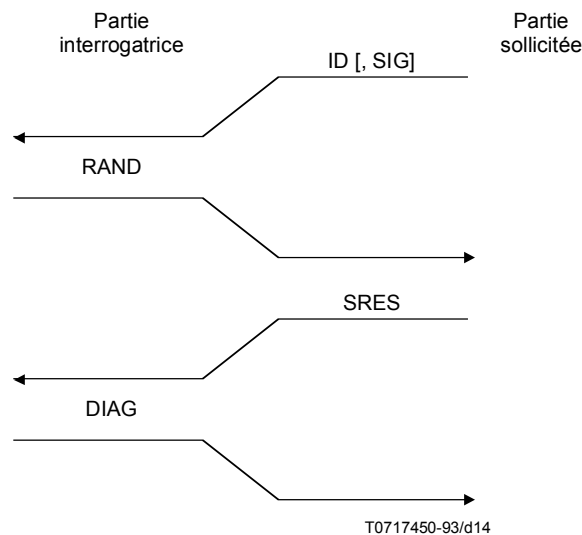 Partie
interrogatrice
Partie
sollicitée
ID [, SIG]
RAND
SRES
DIAG
T0717450-93/d14